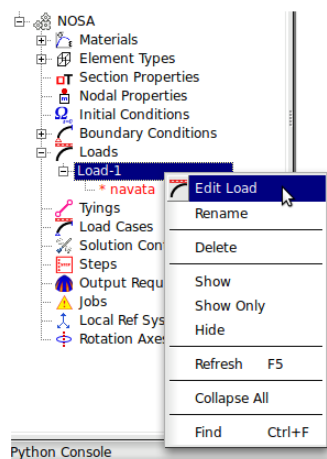 NOSA
Materials
Element Types
Section Properties
Nodal Properties
Initial Conditions
Boundary Conditions
Loads
Load-1
* navata
Tyings
Load Cases
Solution Con
Steps
Output Requ
Jobs
Local Ref Sys
Rotation Axes
Edit Load
Rename
Delete
Show
Show Only
Hide
Refresh F5
Collapse All
Find Ctrl+F
Python Console